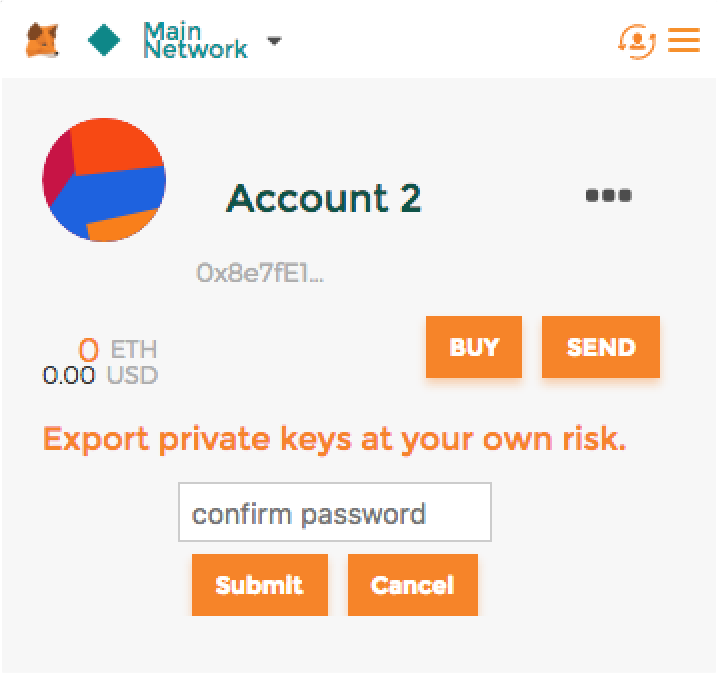 Main
Network
Account 2
0x8e7fE1...
0 ETH
0.00 USD
BUY
SEND
Export private keys at your own risk.
confirm password
Submit
Cancel